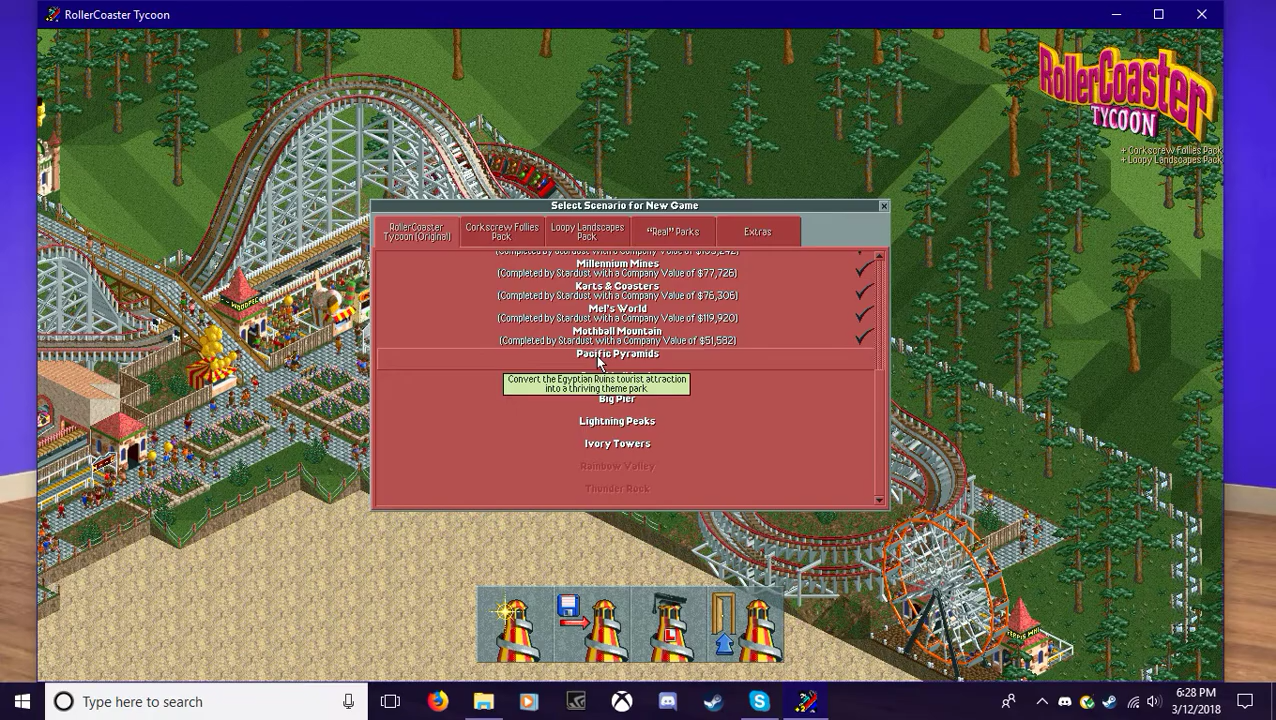 RollerCoaster Tycoon
RollerCoaster
TYCOON
+ Corkscrew Follies Pack
+ Loopy Landscapes Pack
Select Scenario for New Game
RollerCoaster
Tycoon (Original)
Corkscrew Follies
Pack
Loopy Landscapes
Pack
"Real" Parks
Extras
Millennium Mines
(Completed by Stardust with a Company Value of $77,726)
Karts & Coasters
(Completed by Stardust with a Company Value of $76,306)
Mel's World
(Completed by Stardust with a Company Value of $119,920)
Mothball Mountain
(Completed by Stardust with a Company Value of $51,582)
Pacific Pyramids
Convert the Egyptian Ruins tourist attraction
into a thriving theme park
Big Pier
Lightning Peaks
Ivory Towers
Rainbow Valley
Thunder Rock
WOODPEC
L
Type here to search
6:28 PM
3/12/2018